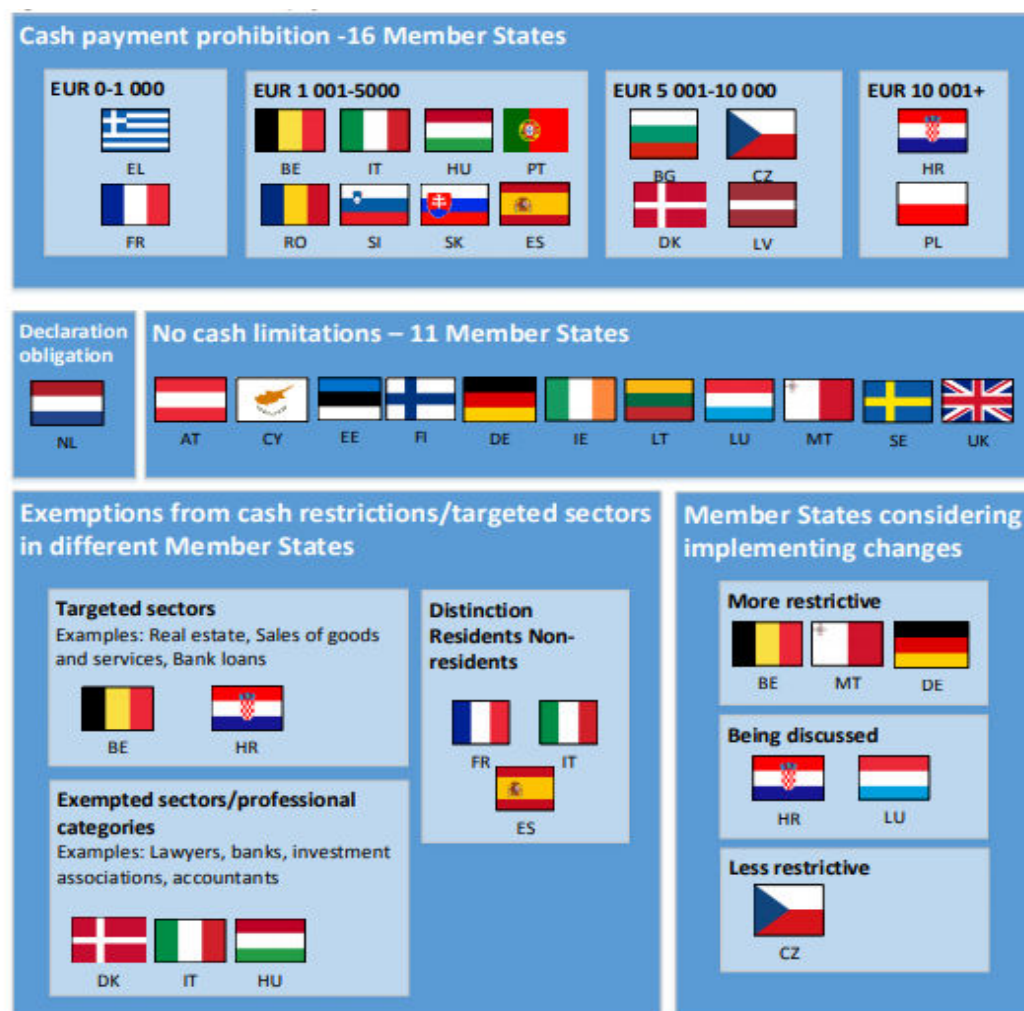 Cash payment prohibition -16 Member States
EUR 0-1 000
EL
FR
EUR 1 001-5000
BE IT HU PT
RO SI SK ES
EUR 5 001-10 000
BG CZ
DK LV
EUR 10 001+
HR
PL
Declaration
obligation
NL
No cash limitations – 11 Member States
AT CY EE FI DE IE LT LU MT SE UK
Exemptions from cash restrictions/targeted sectors
in different Member States
Targeted sectors
Examples: Real estate, Sales of goods
and services, Bank loans
BE HR
Exempted sectors/professional
categories
Examples: Lawyers, banks, investment
associations, accountants
DK IT HU
Distinction
Residents Non-
residents
FR IT
ES
Member States considering
implementing changes
More restrictive
BE MT DE
Being discussed
HR LU
Less restrictive
CZ